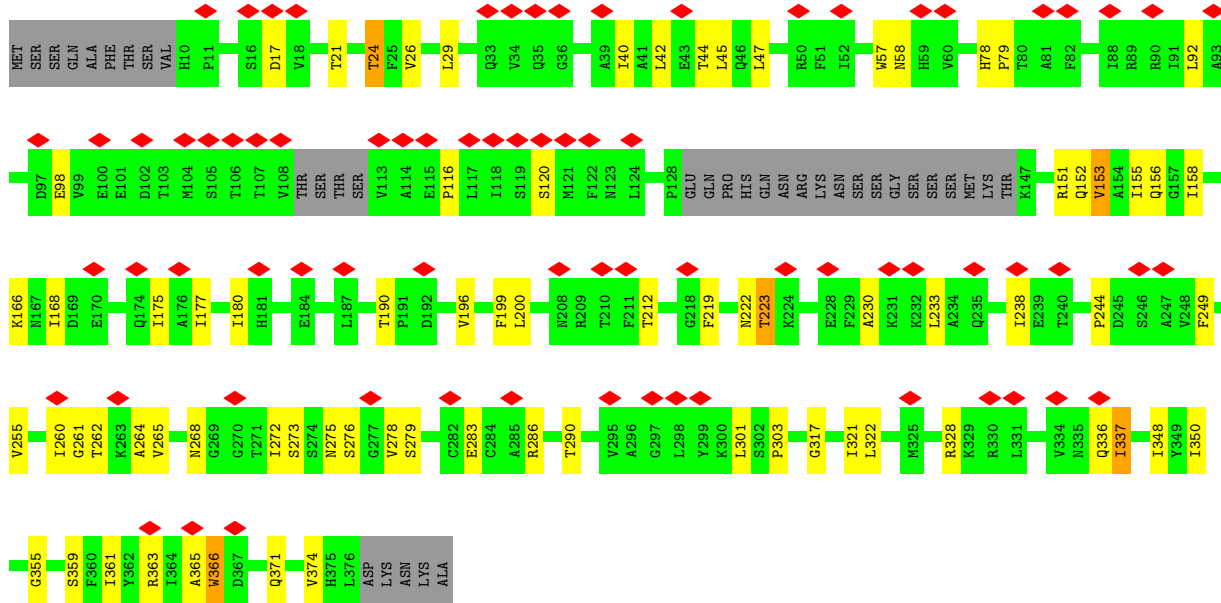 MET SER SER GLN ALA PHE THR SER VAL H10 P11 S16 D17 V18 T21 T24 F25 V26 L29 Q33 V34 Q35 G36 A39 I40 A41 L42 E43 T44 L45 Q46 L47 R50 F51 I52 W57 N58 H59 V60 H78 P79 T80 A81 F82 I88 R89 R90 I91 L92 A93
D97 E98 V99 E100 E101 D102 T103 M104 S105 T106 T107 V108 THR SER THR SER V113 A114 E115 P116 L117 I118 S119 S120 M121 F122 N123 L124 P128 GLU GLN PRO HIS GLN ASN ARG LYS ASN SER SER GLY SER SER SER MET LYS THR K147 R151 Q152 V153 A154 I155 Q156 G157 I158
K166 N167 I168 D169 E170 Q174 I175 A176 I177 I180 H181 E184 L187 T190 P191 D192 V196 F199 L200 N208 R209 T210 F211 T212 G218 F219 N222 T223 K224 E228 F229 A230 K231 K232 L233 A234 Q235 I238 E239 T240 P244 D245 S246 A247 V248 F249
V255 I260 G261 T262 K263 A264 V265 N268 G269 G270 T271 I272 S273 S274 N275 S276 G277 V278 S279 C282 E283 C284 A285 R286 T290 V295 A296 G297 L298 Y299 K300 L301 S302 P303 G317 I321 L322 M325 R328 K329 R330 L331 V334 N335 Q336 I337 I348 Y349 I350
G355 S359 F360 I361 Y362 R363 I364 A365 W366 D367 Q371 V374 H375 L376 ASP LYS ASN LYS ALA